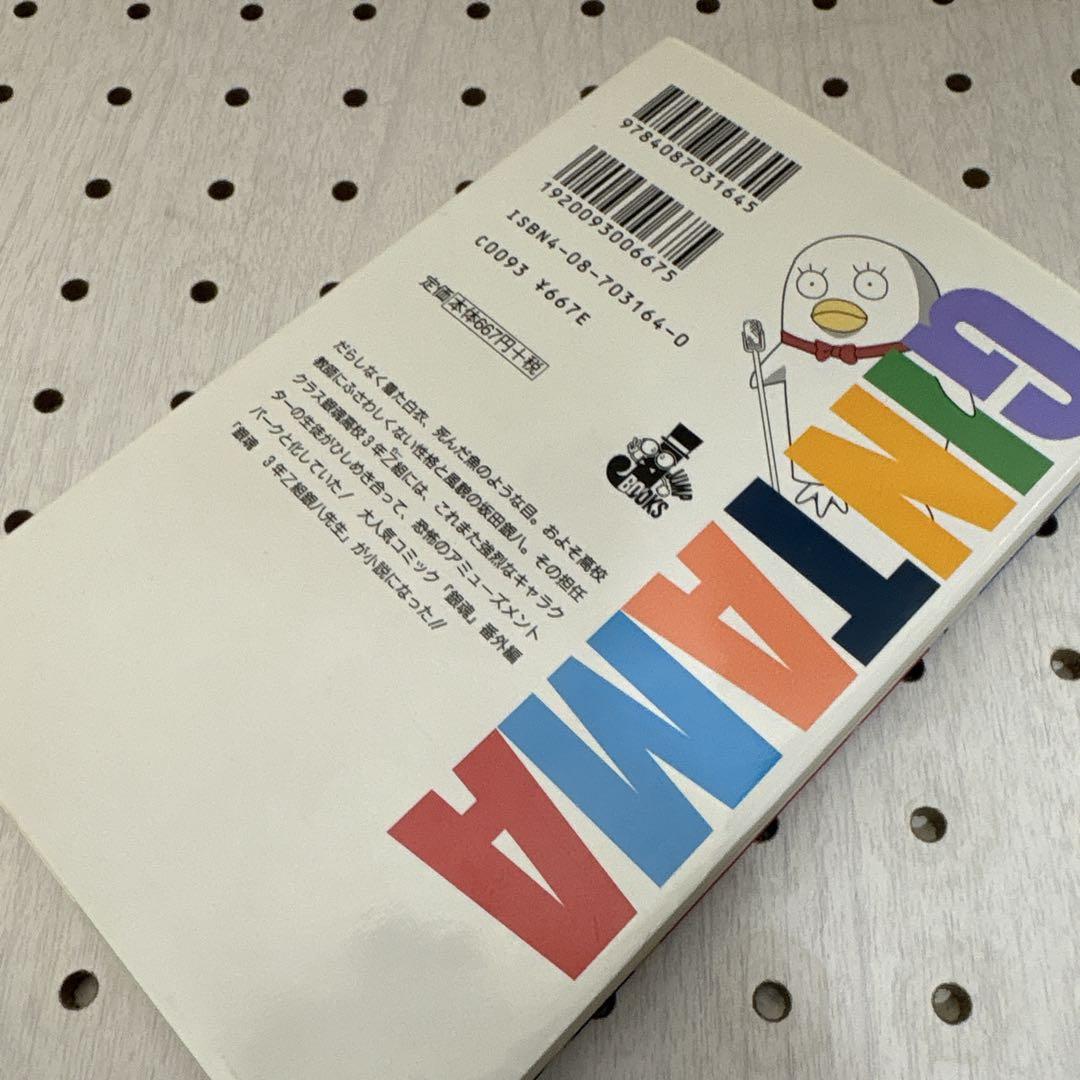 9784087031645
1920093006675
ISBN4-08-703164-0
C0093 ¥667E
定価 本体667円+税
だらしなく着た白衣、死んだ魚のような目。およそ高校
教師にふさわしくない性格と風貌の坂田銀八。その担任
クラス銀魂高校3年Z組には、これまた強烈なキャラク
ターの生徒がひしめき合って、恐怖のアミューズメント
パークと化していた! 大人気コミック『銀魂』番外編
「銀魂 3年Z組銀八先生」が小説になった!!
J BOOKS
GINTAMA